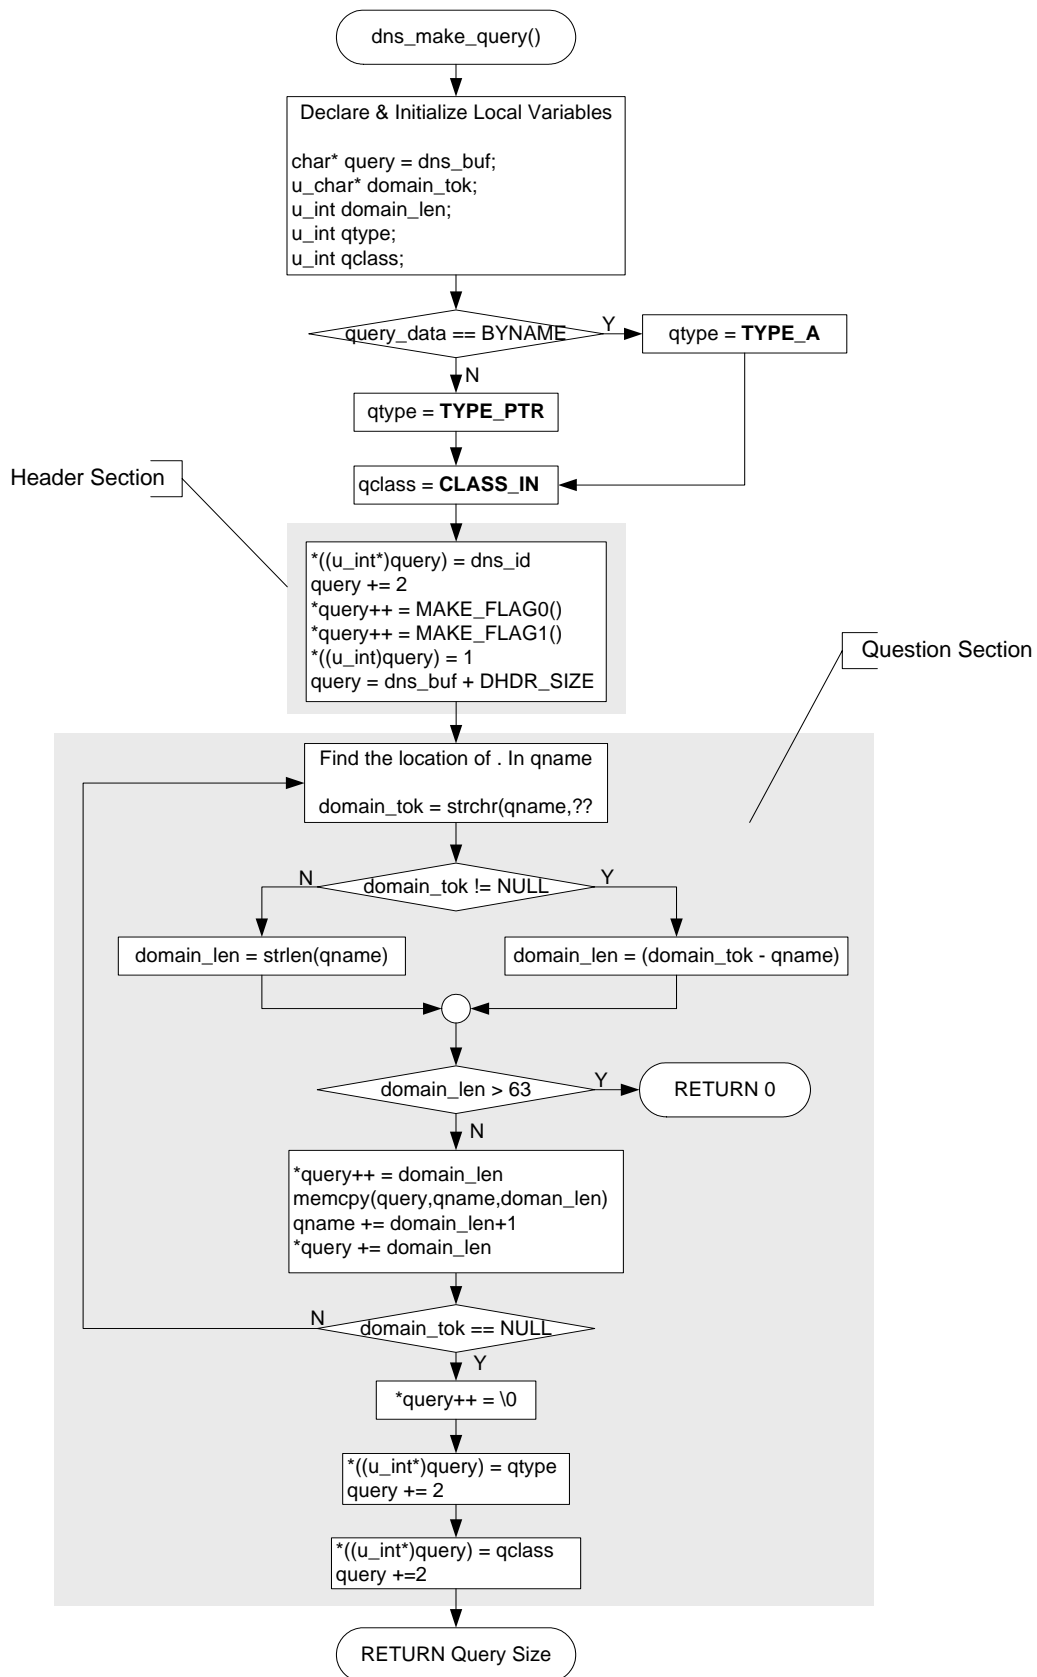 dns_make_query()
Declare & Initialize Local Variables
char* query = dns_buf;
u_char* domain_tok;
u_int domain_len;
u_int qtype;
u_int qclass;
query_data == BYNAME
Y
qtype = TYPE_A
N
qtype = TYPE_PTR
Header Section
qclass = CLASS_IN
*((u_int*)query) = dns_id
query += 2
*query++ = MAKE_FLAG0()
*query++ = MAKE_FLAG1()
*((u_int)query) = 1
query = dns_buf + DHDR_SIZE
Question Section
Find the location of . In qname
domain_tok = strchr(qname,??
N
domain_tok != NULL
Y
domain_len = strlen(qname)
domain_len = (domain_tok - qname)
domain_len > 63
Y
RETURN 0
N
*query++ = domain_len
memcpy(query,qname,doman_len)
qname += domain_len+1
*query += domain_len
N
domain_tok == NULL
Y
*query++ = \0
*((u_int*)query) = qtype
query += 2
*((u_int*)query) = qclass
query +=2
RETURN Query Size